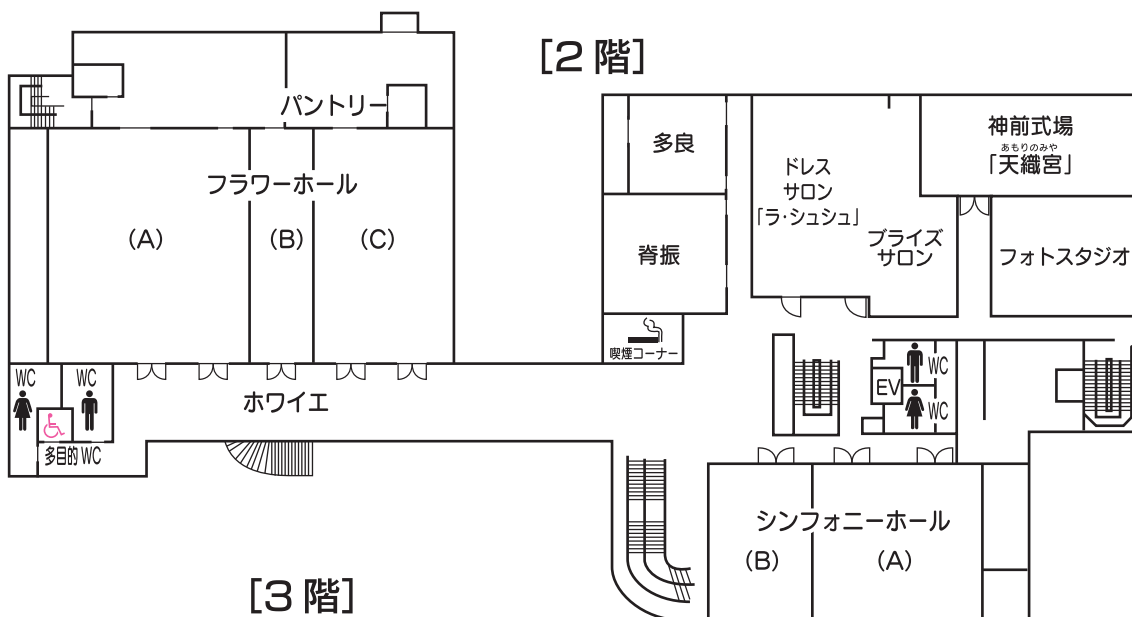 [2 階]
パントリー
フラワーホール
(A)
(B)
(C)
多良
脊振
喫煙コーナー
ドレス
サロン
「ラ・シュシュ」
ブライズ
サロン
神前式場
あもりのみや
「天織宮」
フォトスタジオ
WC
WC
多目的 WC
ホワイエ
EV
WC
WC
シンフォニーホール
(B)
(A)
[3 階]